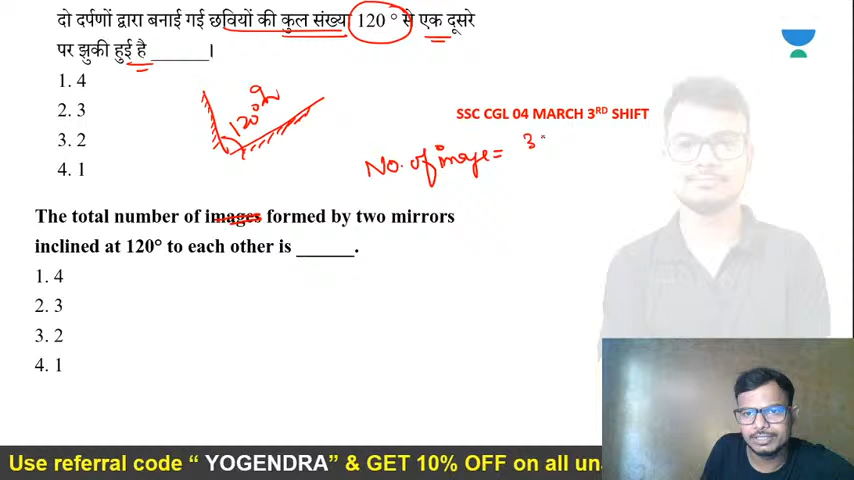 दो दर्पणों द्वारा बनाई गई छवियों की कुल संख्या 120 ° से एक दूसरे
पर झुकी हुई है ______।
1. 4
2. 3
3. 2
4. 1
120°
SSC CGL 04 MARCH 3RD SHIFT
No. of image = 3
The total number of images formed by two mirrors
inclined at 120° to each other is ______.
1. 4
2. 3
3. 2
4. 1
Use referral code “ YOGENDRA” & GET 10% OFF on all una